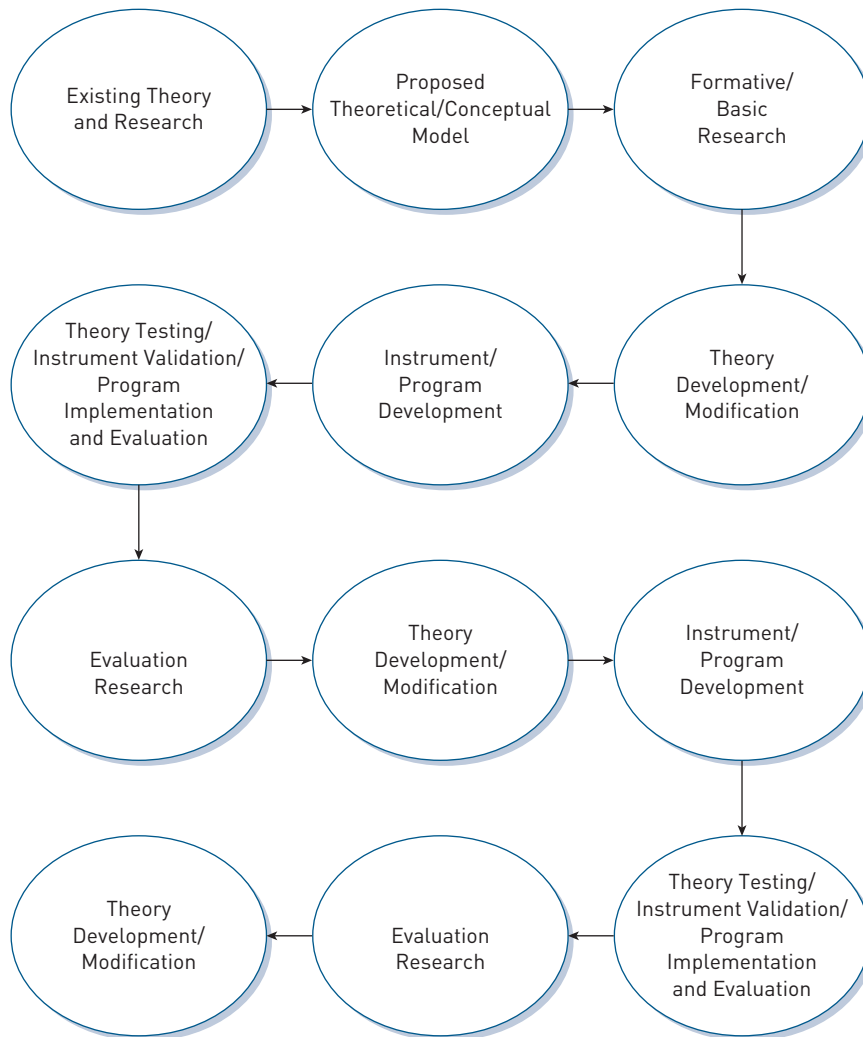 Existing Theory
and Research
Proposed
Theoretical/Conceptual
Model
Formative/
Basic
Research
Theory
Development/
Modification
Instrument/
Program
Development
Theory Testing/
Instrument Validation/
Program
Implementation
and Evaluation
Evaluation
Research
Theory
Development/
Modification
Instrument/
Program
Development
Theory Testing/
Instrument Validation/
Program
Implementation
and Evaluation
Evaluation
Research
Theory
Development/
Modification